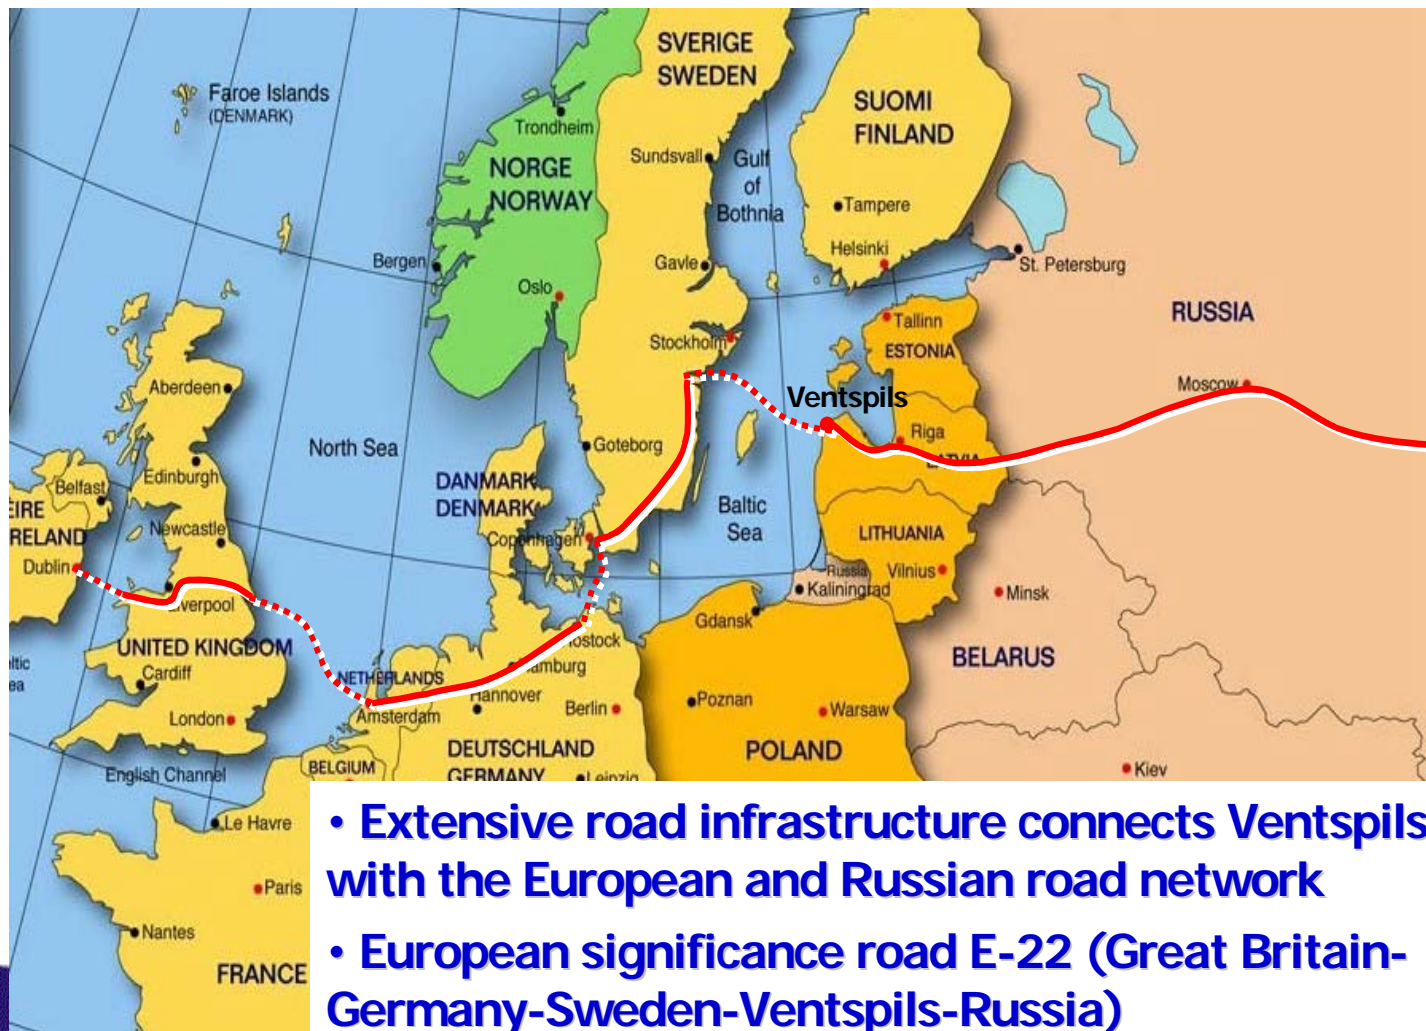 SVERIGE
SWEDEN
Faroe Islands
(DENMARK)
SUOMI
FINLAND
Trondheim
Sundsvall
Gulf
of
Bothnia
NORGE
NORWAY
Tampere
Bergen
Gavle
Helsinki
St. Petersburg
Oslo
RUSSIA
Tallinn
Stockholm
ESTONIA
Aberdeen
Moscow
Ventspils
North Sea
Goteborg
Riga
LATVIA
Edinburgh
Belfast
DANMARK
DENMARK
Baltic
Sea
EIRE
IRELAND
Newcastle
Copenhagen
LITHUANIA
Dublin
Russia
Vilnius
Kaliningrad
Minsk
Liverpool
Gdansk
UNITED KINGDOM
Rostock
BELARUS
ltic
ea
Cardiff
NETHERLANDS
Hamburg
Hannover
Poznan
London
Amsterdam
Berlin
Warsaw
DEUTSCHLAND
GERMANY
POLAND
English Channel
BELGIUM
Leipzig
Kiev
Le Havre
• Extensive road infrastructure connects Ventspils
with the European and Russian road network
Paris
Nantes
• European significance road E-22 (Great Britain-
Germany-Sweden-Ventspils-Russia)
FRANCE